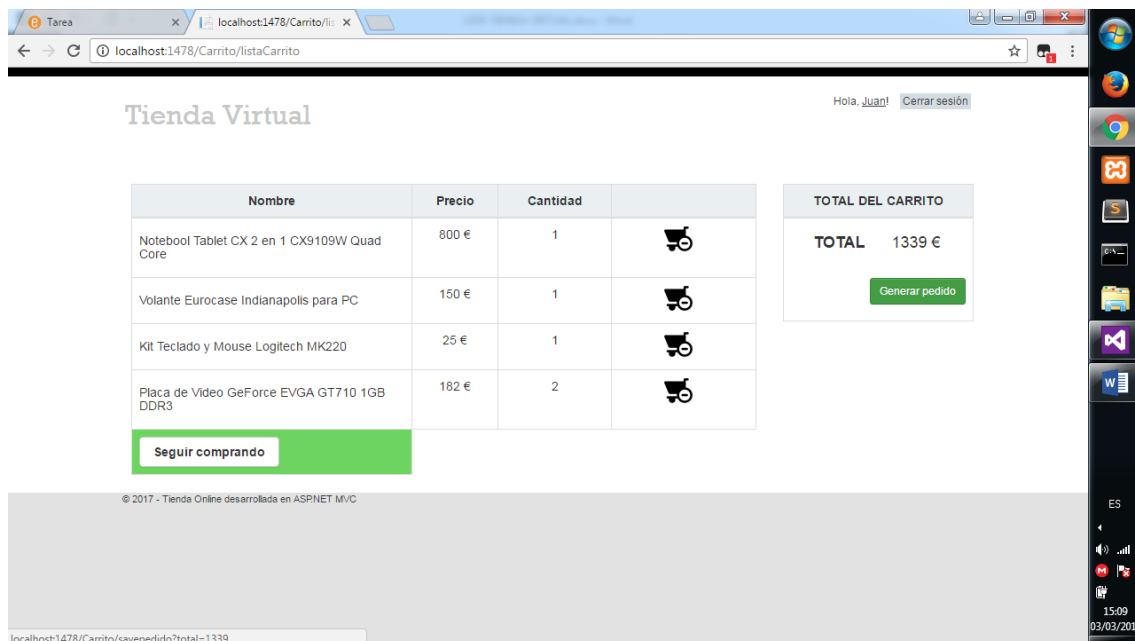 Tarea
localhost:1478/Carrito/lis
localhost:1478/Carrito/listaCarrito
Tienda Virtual
Hola, Juan! Cerrar sesión
Nombre Precio Cantidad
Notebool Tablet CX 2 en 1 CX9109W Quad
Core
800 € 1
Volante Eurocase Indianapolis para PC 150 € 1
Kit Teclado y Mouse Logitech MK220 25 € 1
Placa de Video GeForce EVGA GT710 1GB
DDR3
182 € 2
Seguir comprando
TOTAL DEL CARRITO
TOTAL 1339 €
Generar pedido
© 2017 - Tienda Online desarrollada en ASP.NET MVC
localhost:1478/Carrito/savepedido?total=1339
ES
15:09
03/03/201